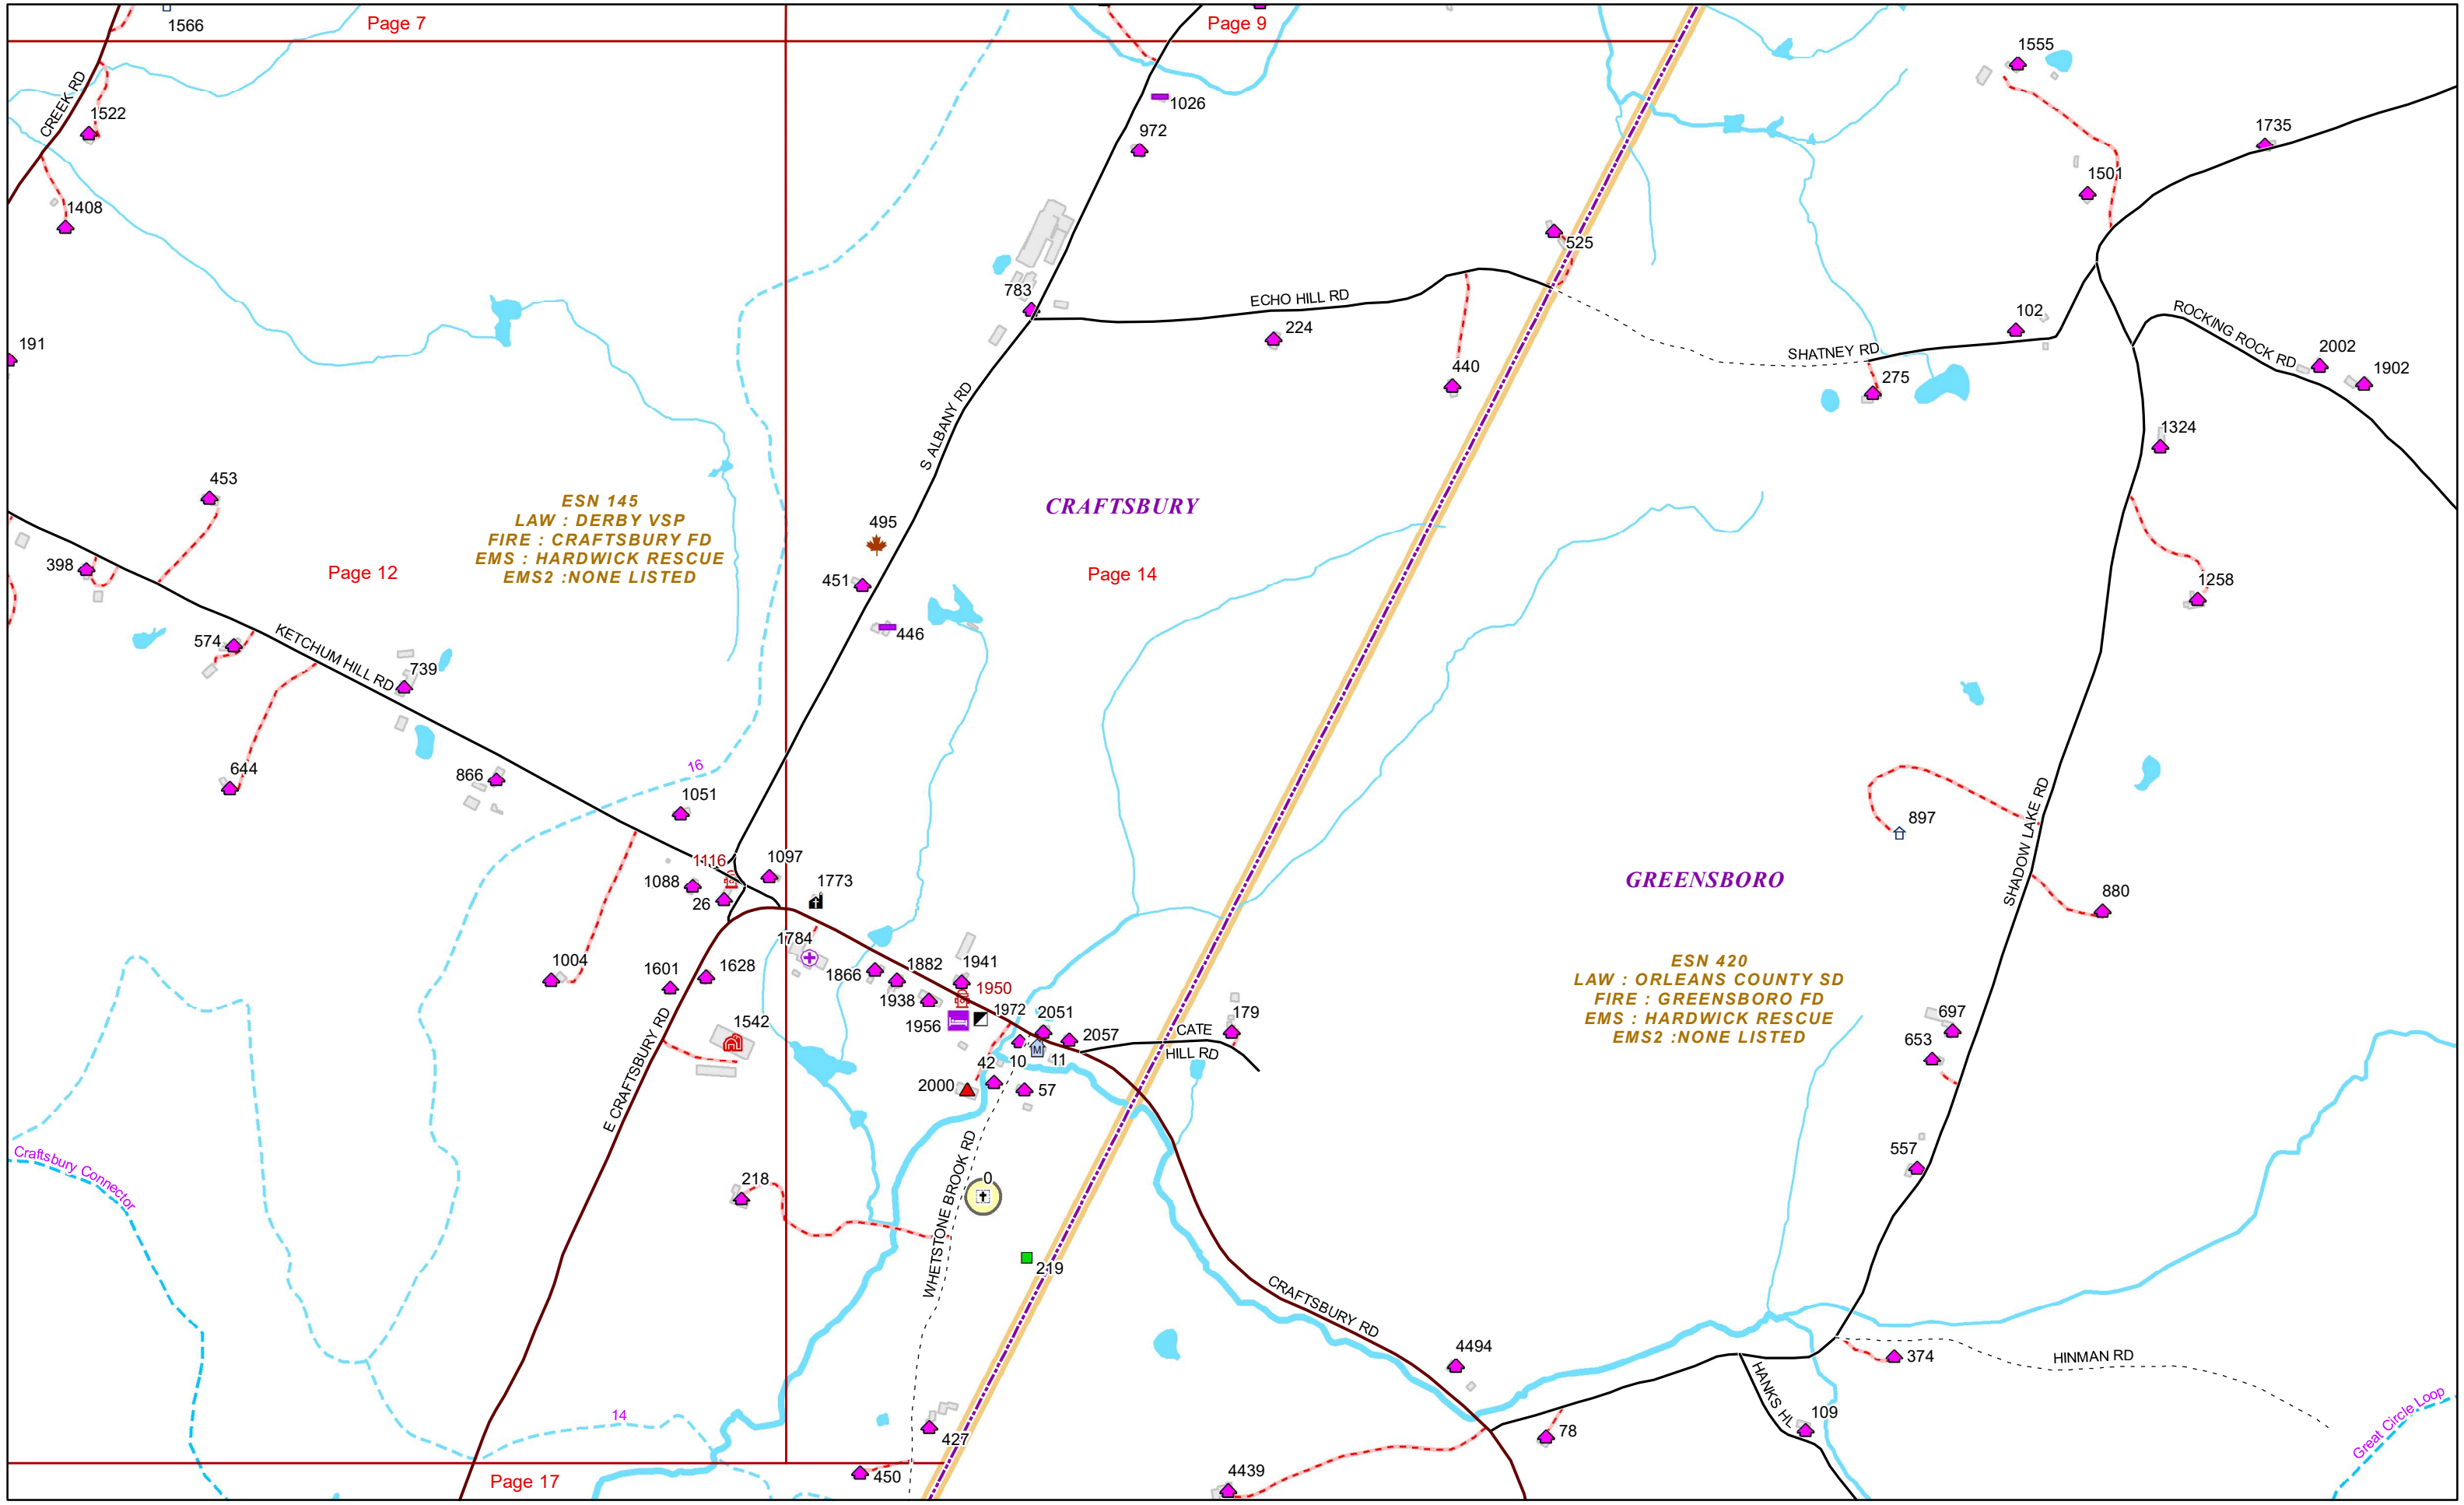 Page 7
Page 9
1566
CREEK RD
1522
1408
1026
972
1555
1735
1501
525
783
ECHO HILL RD
224
440
SHATNEY RD
102
275
ROCKING ROCK RD
2002
1902
1324
191
S ALBANY RD
453
ESN 145
LAW : DERBY VSP
FIRE : CRAFTSBURY FD
EMS : HARDWICK RESCUE
EMS2 :NONE LISTED
CRAFTSBURY
495
451
446
Page 12
Page 14
398
1258
574
KETCHUM HILL RD
739
644
866
16
1051
897
SHADOW LAKE RD
880
1116
1097
1088
26
1773
GREENSBORO
1784
1004
1601
1628
1866
1882
1941
1938
1950
1956
1972
2051
2057
ESN 420
LAW : ORLEANS COUNTY SD
FIRE : GREENSBORO FD
EMS : HARDWICK RESCUE
EMS2 :NONE LISTED
1542
E CRAFTSBURY RD
179
CATE
HILL RD
697
653
42
10
11
M
2000
57
557
Craftsbury Connector
218
WHETSTONE BROOK RD
0
219
CRAFTSBURY RD
4494
374
HINMAN RD
HANKS HL
109
78
14
427
450
4439
Great Circle Loop
Page 17